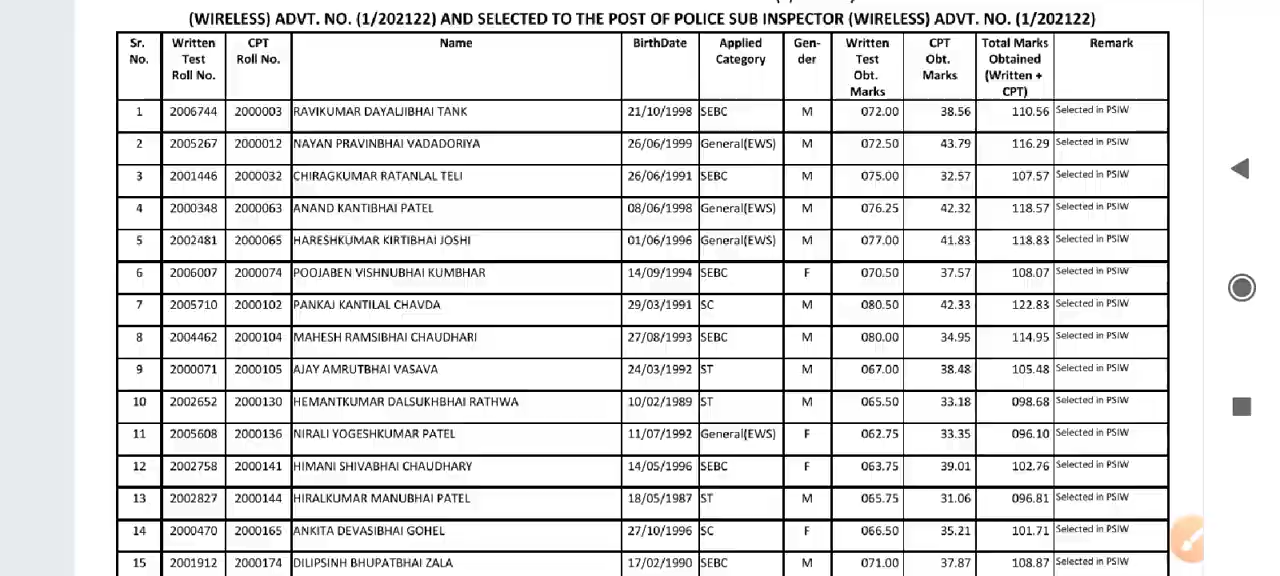 (WIRELESS) ADVT. NO. (1/202122) AND SELECTED TO THE POST OF POLICE SUB INSPECTOR (WIRELESS) ADVT. NO. (1/202122)
Sr. No. Written Test Roll No. CPT Roll No. Name BirthDate Applied Category Gen-der Written Test Obt. Marks CPT Obt. Marks Total Marks Obtained (Written + CPT) Remark
1 2006744 2000003 RAVIKUMAR DAYALJIBHAI TANK 21/10/1998 SEBC M 072.00 38.56 110.56 Selected in PSIW
2 2005267 2000012 NAYAN PRAVINBHAI VADADORIYA 26/06/1999 General(EWS) M 072.50 43.79 116.29 Selected in PSIW
3 2001446 2000032 CHIRAGKUMAR RATANLAL TELI 26/06/1991 SEBC M 075.00 32.57 107.57 Selected in PSIW
4 2000348 2000063 ANAND KANTIBHAI PATEL 08/06/1998 General(EWS) M 076.25 42.32 118.57 Selected in PSIW
5 2002481 2000065 HARESHKUMAR KIRTIBHAI JOSHI 01/06/1996 General(EWS) M 077.00 41.83 118.83 Selected in PSIW
6 2006007 2000074 POOJABEN VISHNUBHAI KUMBHAR 14/09/1994 SEBC F 070.50 37.57 108.07 Selected in PSIW
7 2005710 2000102 PANKAJ KANTILAL CHAVDA 29/03/1991 SC M 080.50 42.33 122.83 Selected in PSIW
8 2004462 2000104 MAHESH RAMSIBHAI CHAUDHARI 27/08/1993 SEBC M 080.00 34.95 114.95 Selected in PSIW
9 2000071 2000105 AJAY AMRUTBHAI VASAVA 24/03/1992 ST M 067.00 38.48 105.48 Selected in PSIW
10 2002652 2000130 HEMANTKUMAR DALSUKHBHAI RATHWA 10/02/1989 ST M 065.50 33.18 098.68 Selected in PSIW
11 2005608 2000136 NIRALI YOGESHKUMAR PATEL 11/07/1992 General(EWS) F 062.75 33.35 096.10 Selected in PSIW
12 2002758 2000141 HIMANI SHIVABHAI CHAUDHARY 14/05/1996 SEBC F 063.75 39.01 102.76 Selected in PSIW
13 2002827 2000144 HIRALKUMAR MANUBHAI PATEL 18/05/1987 ST M 065.75 31.06 096.81 Selected in PSIW
14 2000470 2000165 ANKITA DEVASIBHAI GOHEL 27/10/1996 SC F 066.50 35.21 101.71 Selected in PSIW
15 2001912 2000174 DILIPSINH BHUPATBHAI ZALA 17/02/1990 SEBC M 071.00 37.87 108.87 Selected in PSIW